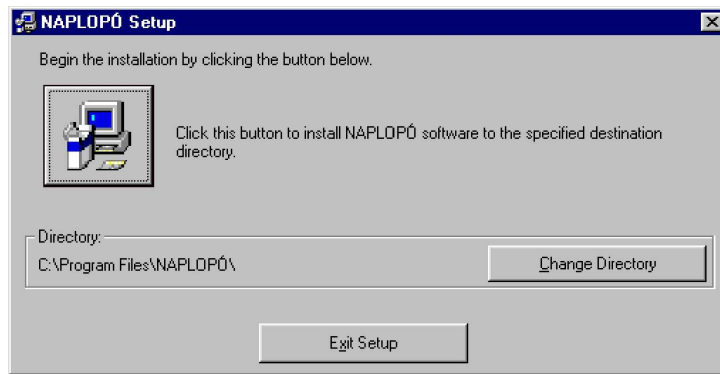 NAPLOPÓ Setup
Begin the installation by clicking the button below.
Click this button to install NAPLOPÓ software to the specified destination
directory.
Directory:
C:\Program Files\NAPLOPÓ\
Change Directory
Exit Setup